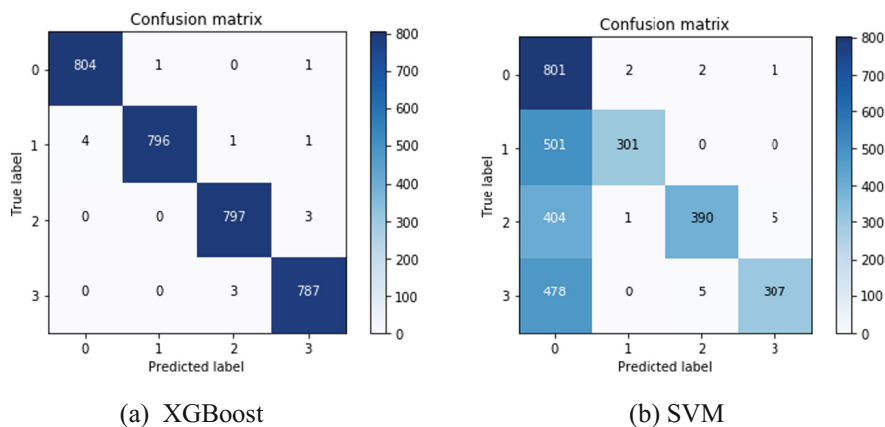 Confusion matrix
0 804 1 0 1
1 4 796 1 1
2 0 0 797 3
3 0 0 3 787
0 1 2 3
Predicted label
True label
800
700
600
500
400
300
200
100
0
(a) XGBoost
Confusion matrix
0 801 2 2 1
1 501 301 0 0
2 404 1 390 5
3 478 0 5 307
0 1 2 3
Predicted label
True label
800
700
600
500
400
300
200
100
0
(b) SVM